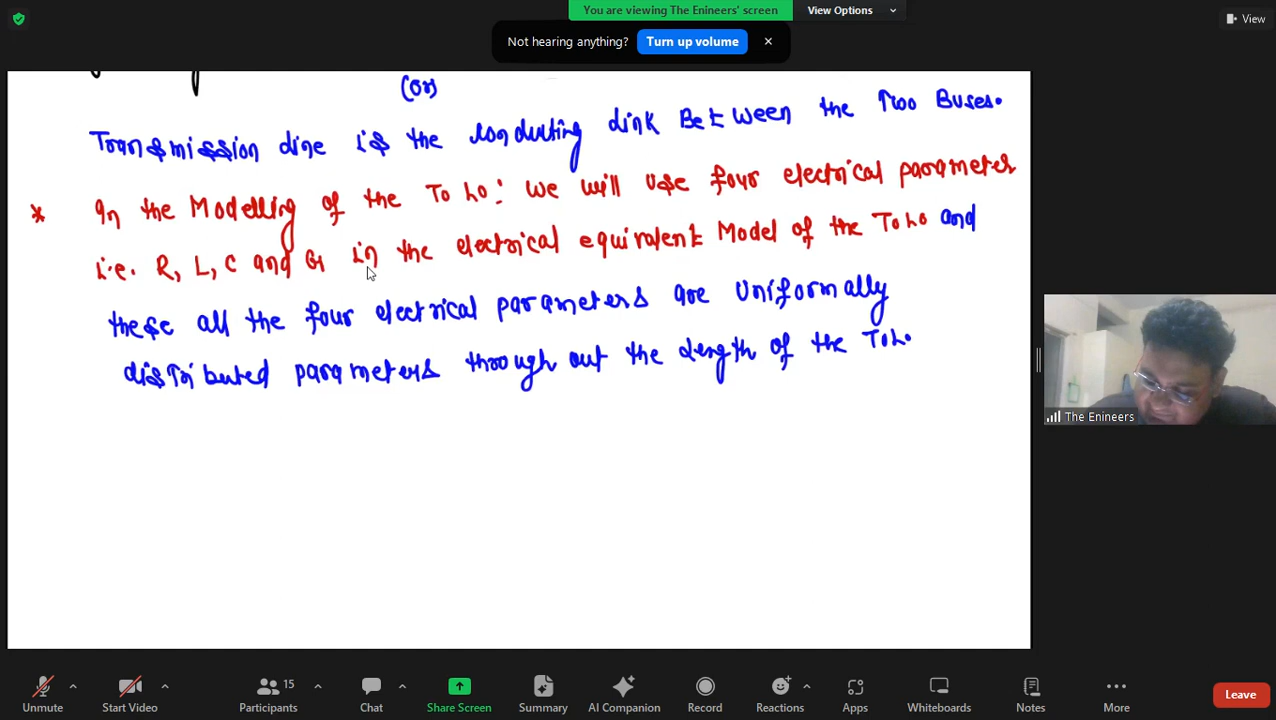 You are viewing The Enineers' screen
View Options
View
Not hearing anything?
Turn up volume
(Or)
Transmission Line is the Conducting Link Between the Two Buses.
* In the Modelling of the T.L.: We will use four electrical parameter
i.e. R, L, C and G in the electrical equivalent Model of the T.L. and
these all the four electrical parameters are Uniformally
distributed parameters through out the Length of the T.L.
The Enineers
Unmute
Start Video
Participants
15
Chat
Share Screen
Summary
AI Companion
Record
Reactions
Apps
Whiteboards
Notes
More
Leave